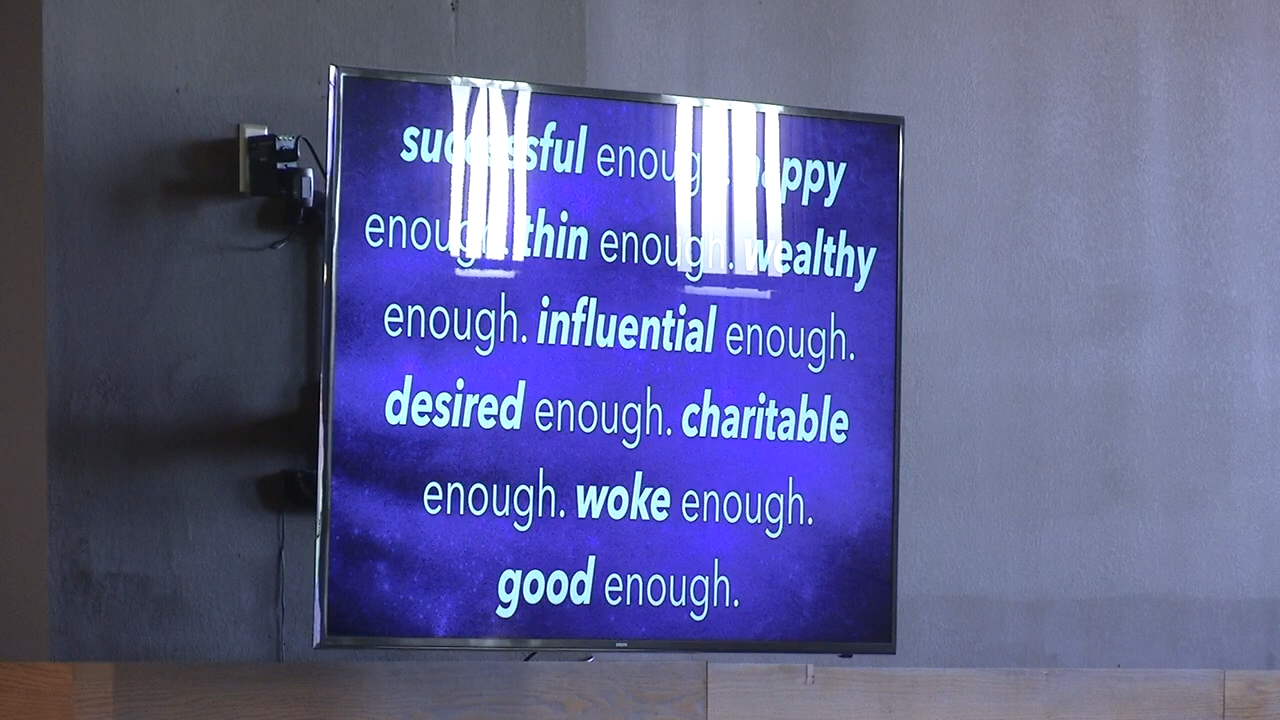 successful enough. happy
enough. thin enough. wealthy
enough. influential enough.
desired enough. charitable
enough. woke enough.
good enough.